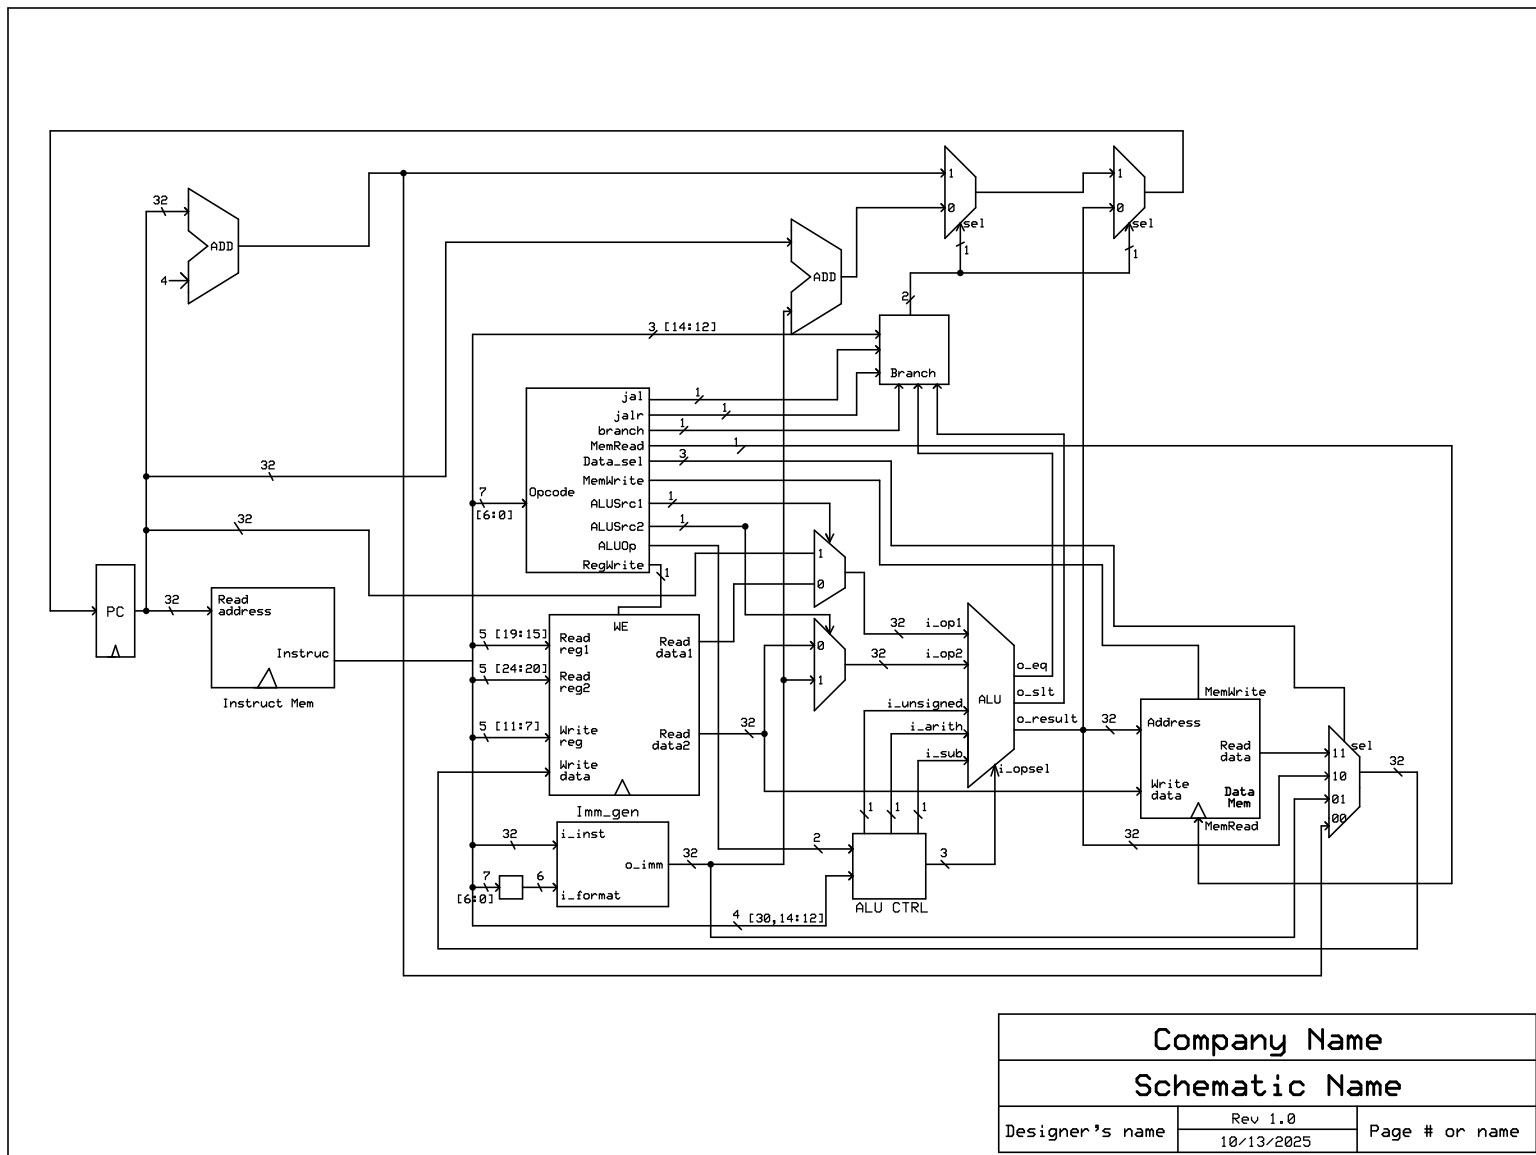 32
ADD
4
1
0
sel
1
1
0
sel
1
ADD
2
3 [14:12]
Branch
jal
1
jalr
1
branch
1
MemRead
1
Data_sel
3
MemWrite
Opcode
7
[6:0]
ALUSrc1
1
ALUSrc2
1
ALUOp
RegWrite
1
32
32
PC
32
Read
address
Instruc
Instruct Mem
WE
5 [19:15]
Read
reg1
5 [24:20]
Read
reg2
5 [11:7]
Write
reg
Write
data
Read
data1
Read
data2
32
1
0
0
1
32
i_op1
32
i_op2
i_unsigned
i_arith
i_sub
ALU
o_eq
o_slt
o_result
i_opsel
32
MemWrite
Address
Read
data
Write
data
Data
Mem
MemRead
sel
11
10
01
00
32
32
Imm_gen
32
i_inst
o_imm
i_format
7
[6:0]
6
32
1
1
1
2
3
ALU CTRL
4 [30,14:12]
Company Name
Schematic Name
Designer's name
Rev 1.0
10/13/2025
Page # or name